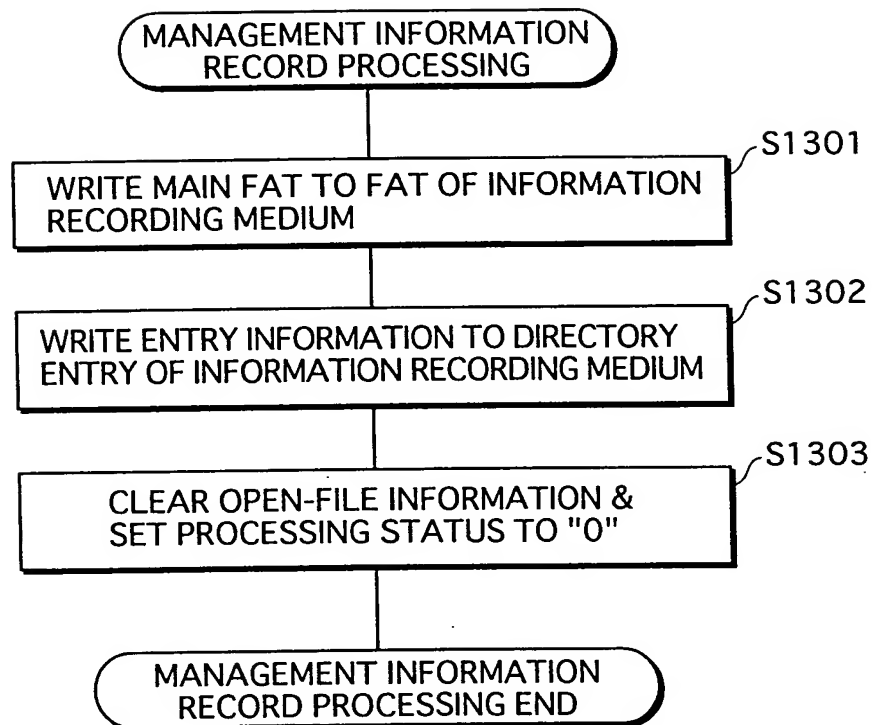 MANAGEMENT INFORMATION
RECORD PROCESSING
S1301
WRITE MAIN FAT TO FAT OF INFORMATION
RECORDING MEDIUM
S1302
WRITE ENTRY INFORMATION TO DIRECTORY
ENTRY OF INFORMATION RECORDING MEDIUM
S1303
CLEAR OPEN-FILE INFORMATION &
SET PROCESSING STATUS TO "0"
MANAGEMENT INFORMATION
RECORD PROCESSING END